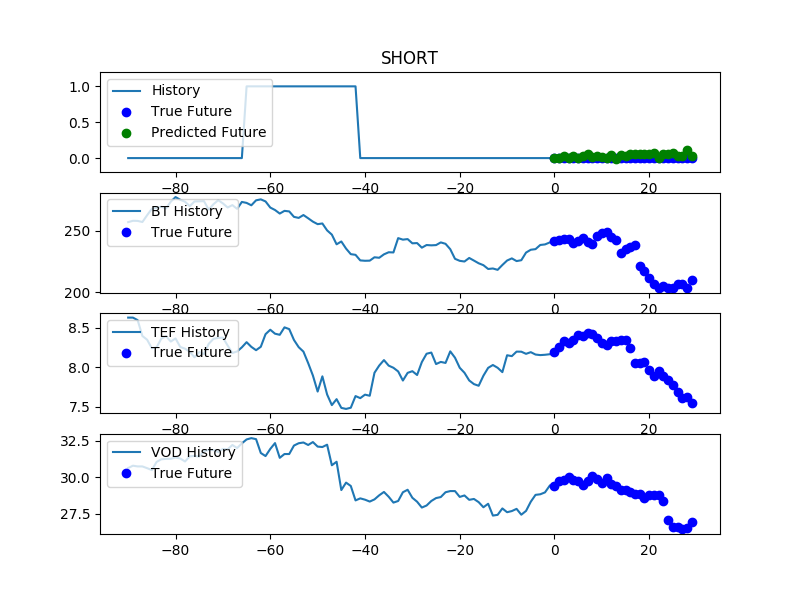 SHORT
1.0
0.5
0.0
History
True Future
Predicted Future
−80 −60 −40 −20 0 20
250
200
BT History
True Future
−80 −60 −40 −20 0 20
8.5
8.0
7.5
TEF History
True Future
−80 −60 −40 −20 0 20
32.5
30.0
27.5
VOD History
True Future
−80 −60 −40 −20 0 20